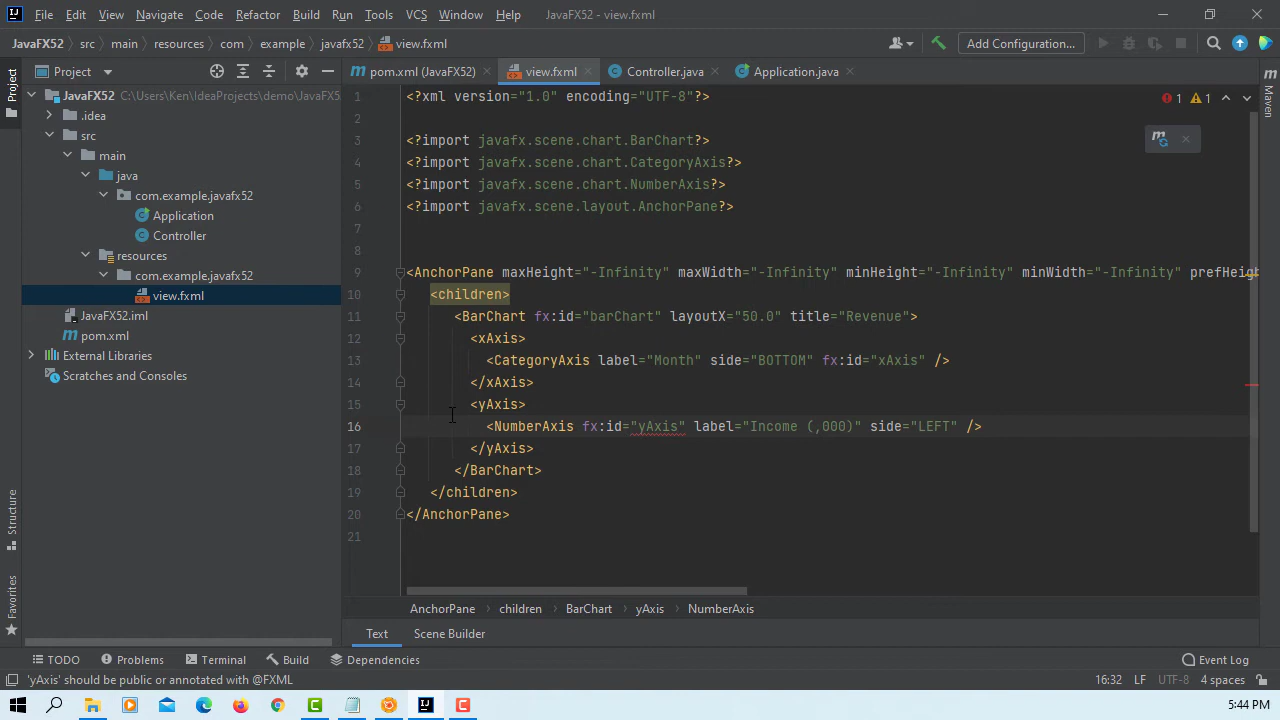 File Edit View Navigate Code Refactor Build Run Tools VCS Window Help JavaFX52 - view.fxml
JavaFX52 src main resources com example javafx52 view.fxml Add Configuration...
Project pom.xml (JavaFX52) view.fxml Controller.java Application.java
JavaFX52 C:\Users\Ken\IdeaProjects\demo\JavaFX5
.idea
src
main
java
com.example.javafx52
Application
Controller
resources
com.example.javafx52
view.fxml
JavaFX52.iml
pom.xml
External Libraries
Scratches and Consoles
Project
Structure
Favorites
Maven
1 1
1 <?xml version="1.0" encoding="UTF-8"?>
2
3 <?import javafx.scene.chart.BarChart?>
4 <?import javafx.scene.chart.CategoryAxis?>
5 <?import javafx.scene.chart.NumberAxis?>
6 <?import javafx.scene.layout.AnchorPane?>
7
8
9 <AnchorPane maxHeight="-Infinity" maxWidth="-Infinity" minHeight="-Infinity" minWidth="-Infinity" prefHeigh
10 <children>
11 <BarChart fx:id="barChart" layoutX="50.0" title="Revenue">
12 <xAxis>
13 <CategoryAxis label="Month" side="BOTTOM" fx:id="xAxis" />
14 </xAxis>
15 <yAxis>
16 <NumberAxis fx:id="yAxis" label="Income (,000)" side="LEFT" />
17 </yAxis>
18 </BarChart>
19 </children>
20 </AnchorPane>
21
AnchorPane children BarChart yAxis NumberAxis
Text Scene Builder
TODO Problems Terminal Build Dependencies Event Log
'yAxis' should be public or annotated with @FXML 16:32 LF UTF-8 4 spaces
5:44 PM